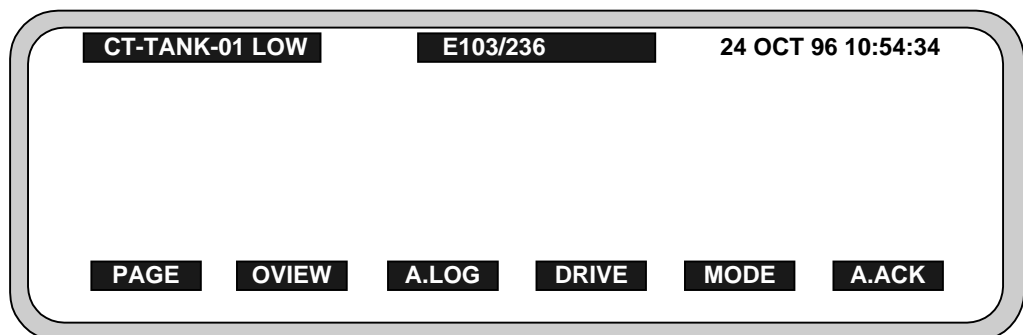 CT-TANK-01 LOW E103/236 24 OCT 96 10:54:34
PAGE OVIEW A.LOG DRIVE MODE A.ACK